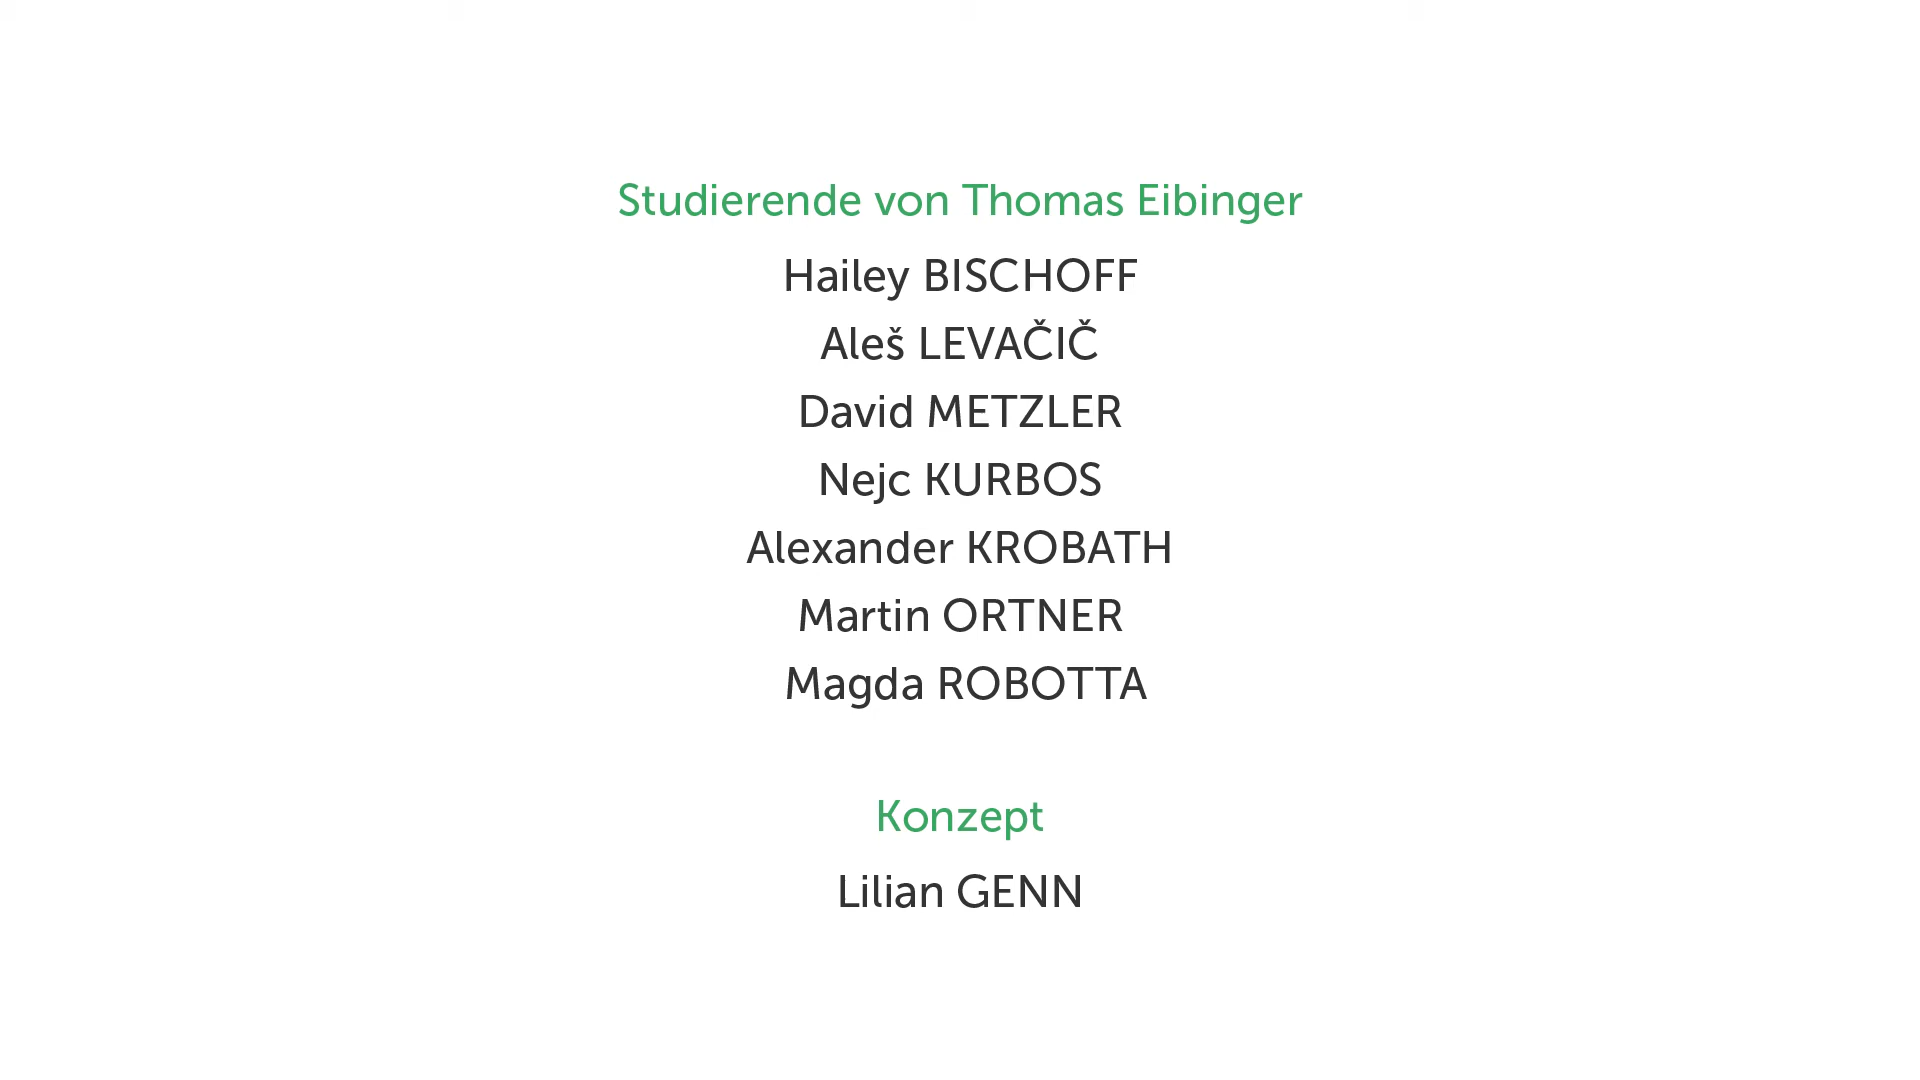 Studierende von Thomas Eibinger
Hailey BISCHOFF
Aleš LEVAČIČ
David METZLER
Nejc KURBOS
Alexander KROBATH
Martin ORTNER
Magda ROBOTTA
Konzept
Lilian GENN